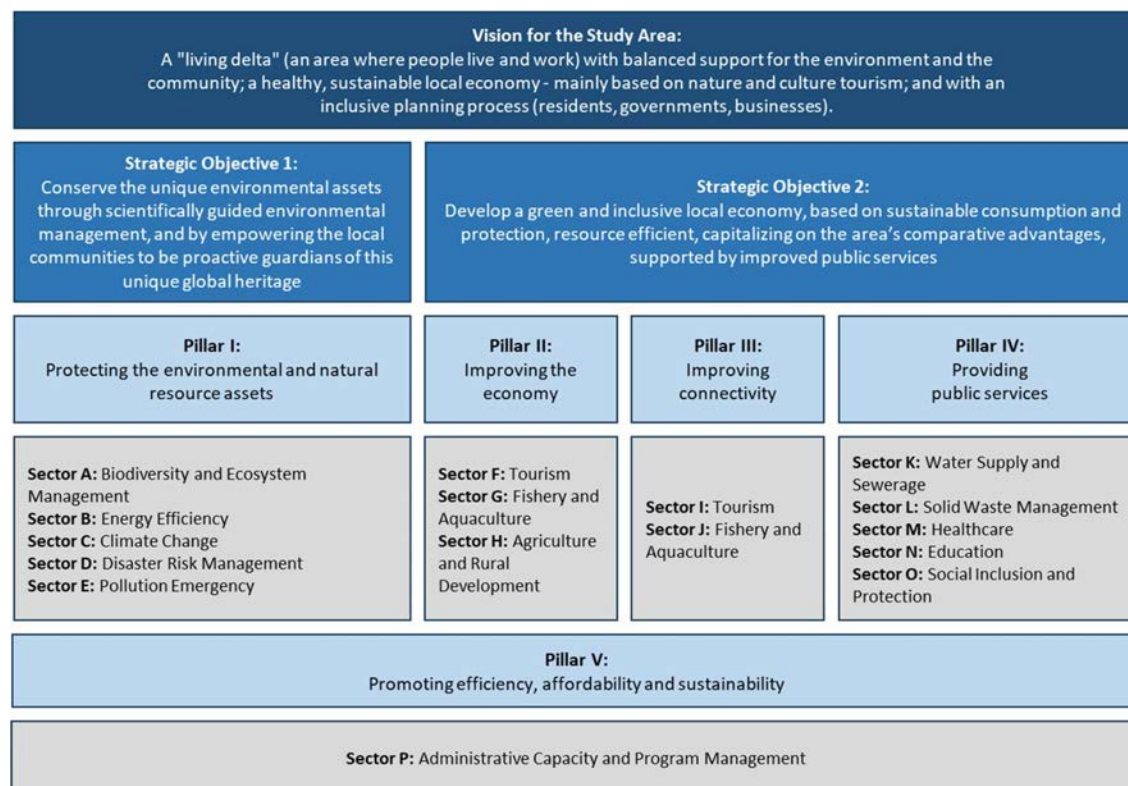 Vision for the Study Area:
A "living delta" (an area where people live and work) with balanced support for the environment and the
community; a healthy, sustainable local economy - mainly based on nature and culture tourism; and with an
inclusive planning process (residents, governments, businesses).
Strategic Objective 1:
Conserve the unique environmental assets
through scientifically guided environmental
management, and by empowering the local
communities to be proactive guardians of this
unique global heritage
Strategic Objective 2:
Develop a green and inclusive local economy, based on sustainable consumption and
protection, resource efficient, capitalizing on the area’s comparative advantages,
supported by improved public services
Pillar I:
Protecting the environmental and natural
resource assets
Pillar II:
Improving the
economy
Pillar III:
Improving
connectivity
Pillar IV:
Providing
public services
Sector A: Biodiversity and Ecosystem
Management
Sector B: Energy Efficiency
Sector C: Climate Change
Sector D: Disaster Risk Management
Sector E: Pollution Emergency
Sector F: Tourism
Sector G: Fishery and
Aquaculture
Sector H: Agriculture
and Rural
Development
Sector I: Tourism
Sector J: Fishery and
Aquaculture
Sector K: Water Supply and
Sewerage
Sector L: Solid Waste Management
Sector M: Healthcare
Sector N: Education
Sector O: Social Inclusion and
Protection
Pillar V:
Promoting efficiency, affordability and sustainability
Sector P: Administrative Capacity and Program Management